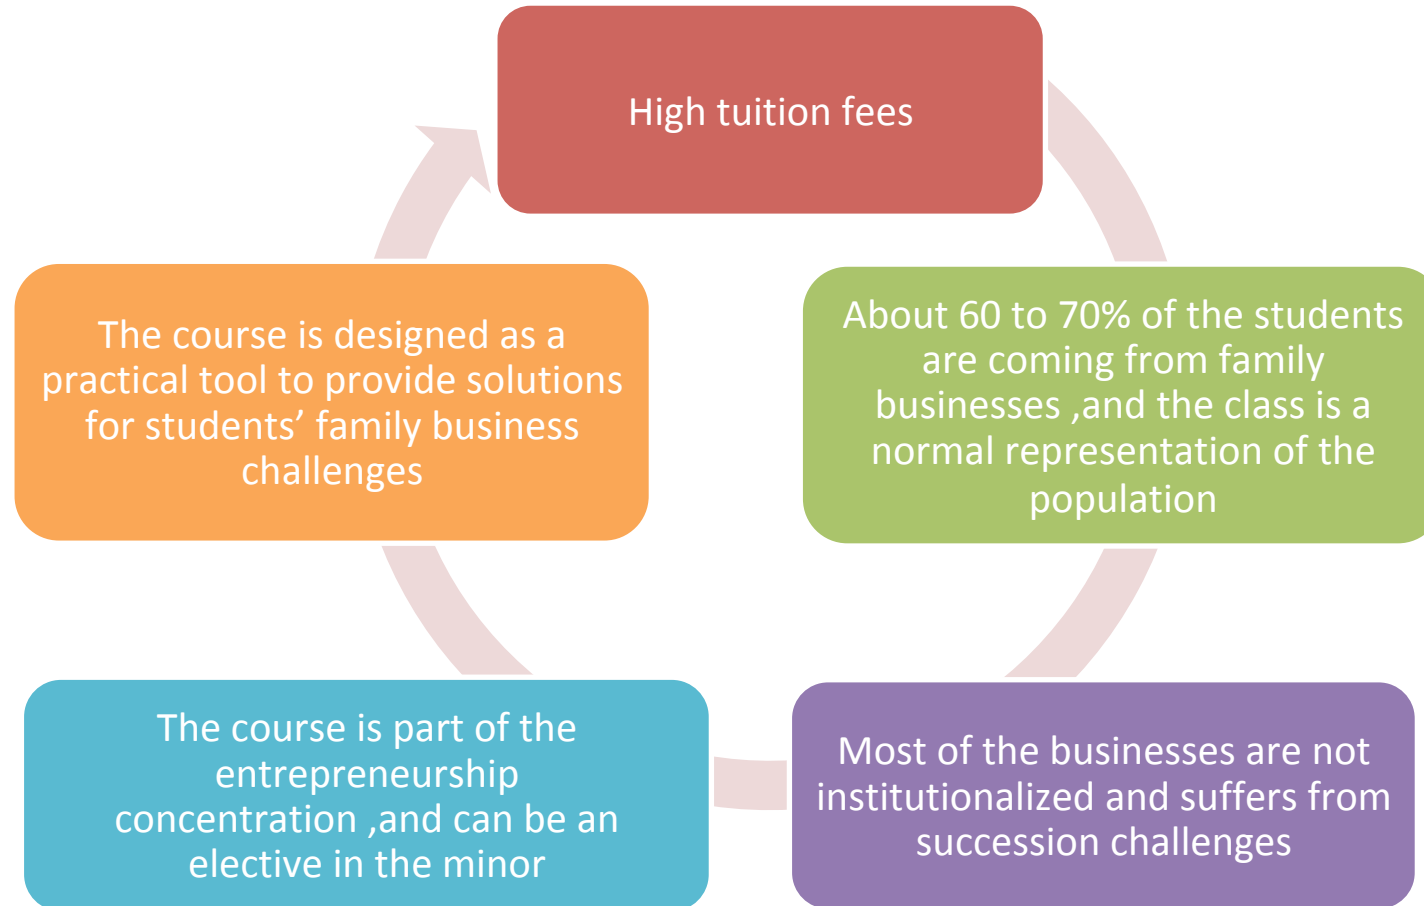 High tuition fees
About 60 to 70% of the students
are coming from family
businesses ,and the class is a
normal representation of the
population
Most of the businesses are not
institutionalized and suffers from
succession challenges
The course is part of the
entrepreneurship
concentration ,and can be an
elective in the minor
The course is designed as a
practical tool to provide solutions
for students’ family business
challenges